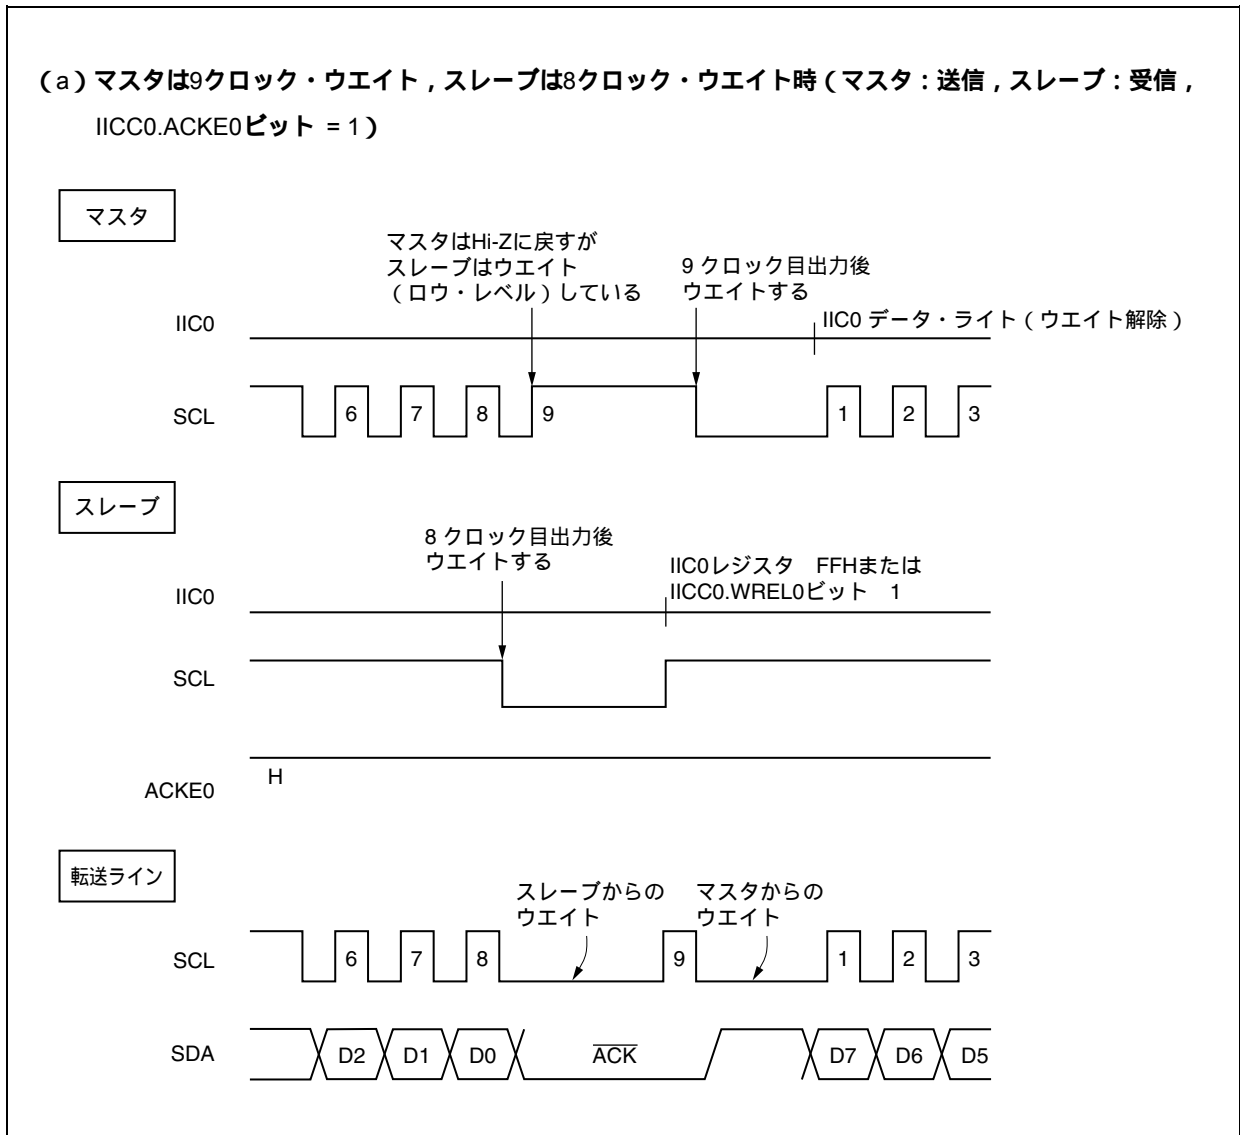 （a）マスタは9クロック・ウエイト，スレーブは8クロック・ウエイト時（マスタ：送信，スレーブ：受信，
IICC0.ACKE0ビット = 1）
マスタ
マスタはHi-Zに戻すが
スレーブはウエイト
（ロウ・レベル）している
9 クロック目出力後
ウエイトする
IIC0
IIC0 データ・ライト（ウエイト解除）
SCL
6 7 8 9 1 2 3
スレーブ
8 クロック目出力後
ウエイトする
IIC0レジスタ　FFHまたは
IICC0.WREL0ビット　1
IIC0
SCL
H
ACKE0
転送ライン
スレーブからの
ウエイト
マスタからの
ウエイト
SCL
6 7 8 9 1 2 3
SDA
D2 D1 D0 A̅C̅K̅ D7 D6 D5